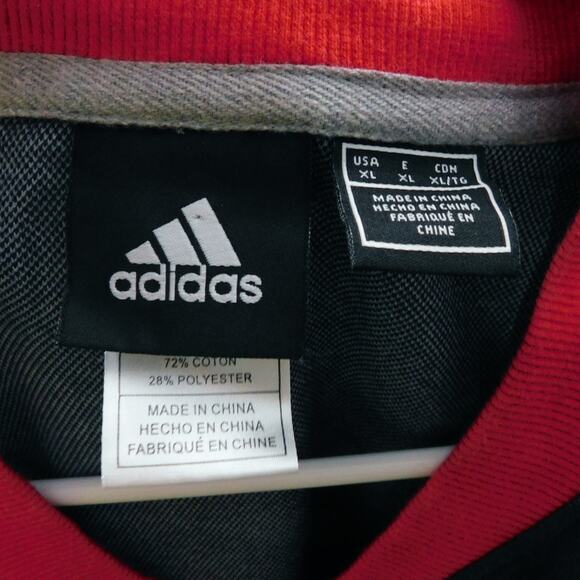 adidas
USA E CDN
XL XL XL/TG
MADE IN CHINA
HECHO EN CHINA
FABRIQUÉ EN
CHINE
72% COTON
28% POLYESTER
MADE IN CHINA
HECHO EN CHINA
FABRIQUÉ EN CHINE